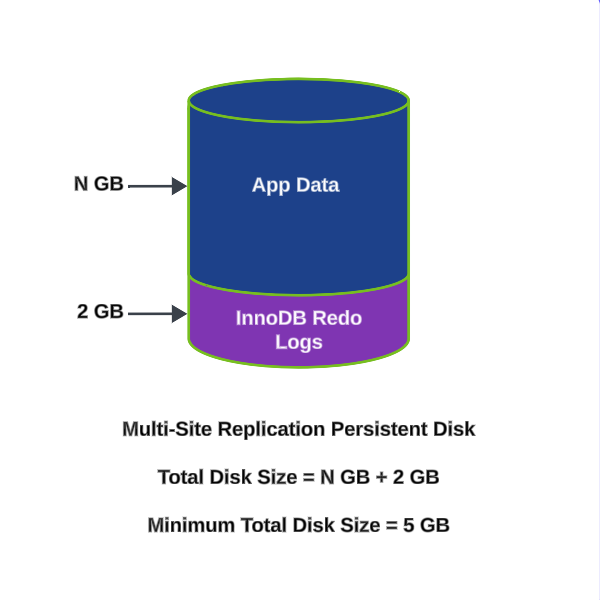 N GB
App Data
2 GB
InnoDB Redo
Logs
Multi-Site Replication Persistent Disk
Total Disk Size = N GB + 2 GB
Minimum Total Disk Size = 5 GB